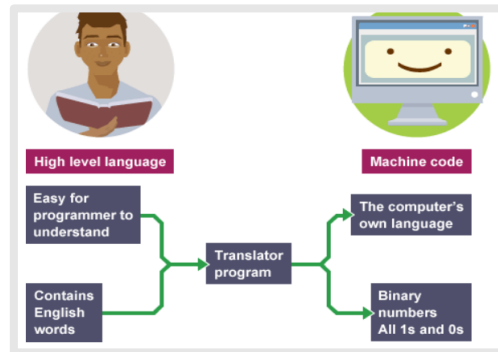 High level language
Machine code
Easy for
programmer to
understand
The computer's
own language
Translator
program
Contains
English
words
Binary
numbers
All 1s and 0s